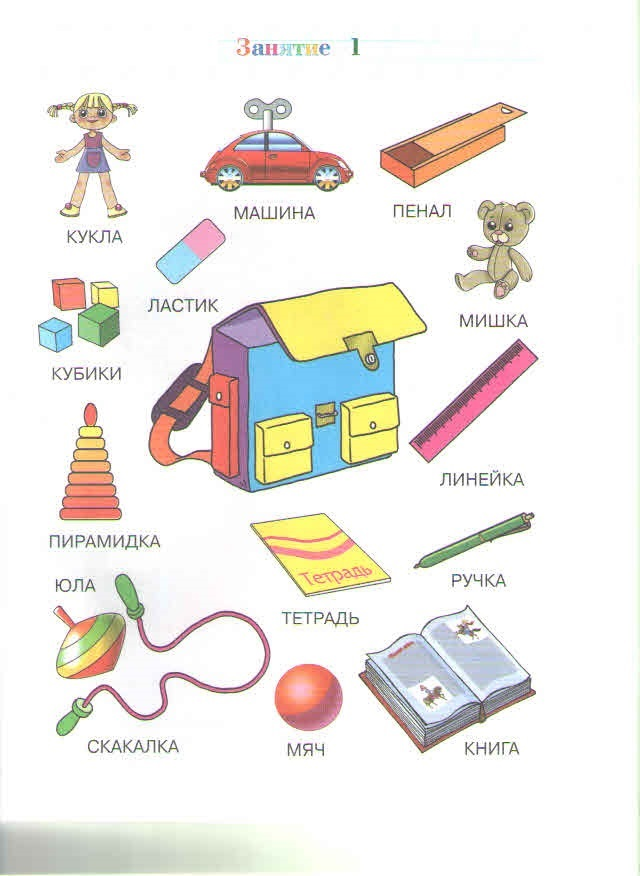 Занятие 1
МАШИНА
ПЕНАЛ
КУКЛА
ЛАСТИК
МИШКА
КУБИКИ
ЛИНЕЙКА
ПИРАМИДКА
Тетрадь
ЮЛА
РУЧКА
ТЕТРАДЬ
СКАКАЛКА
МЯЧ
КНИГА